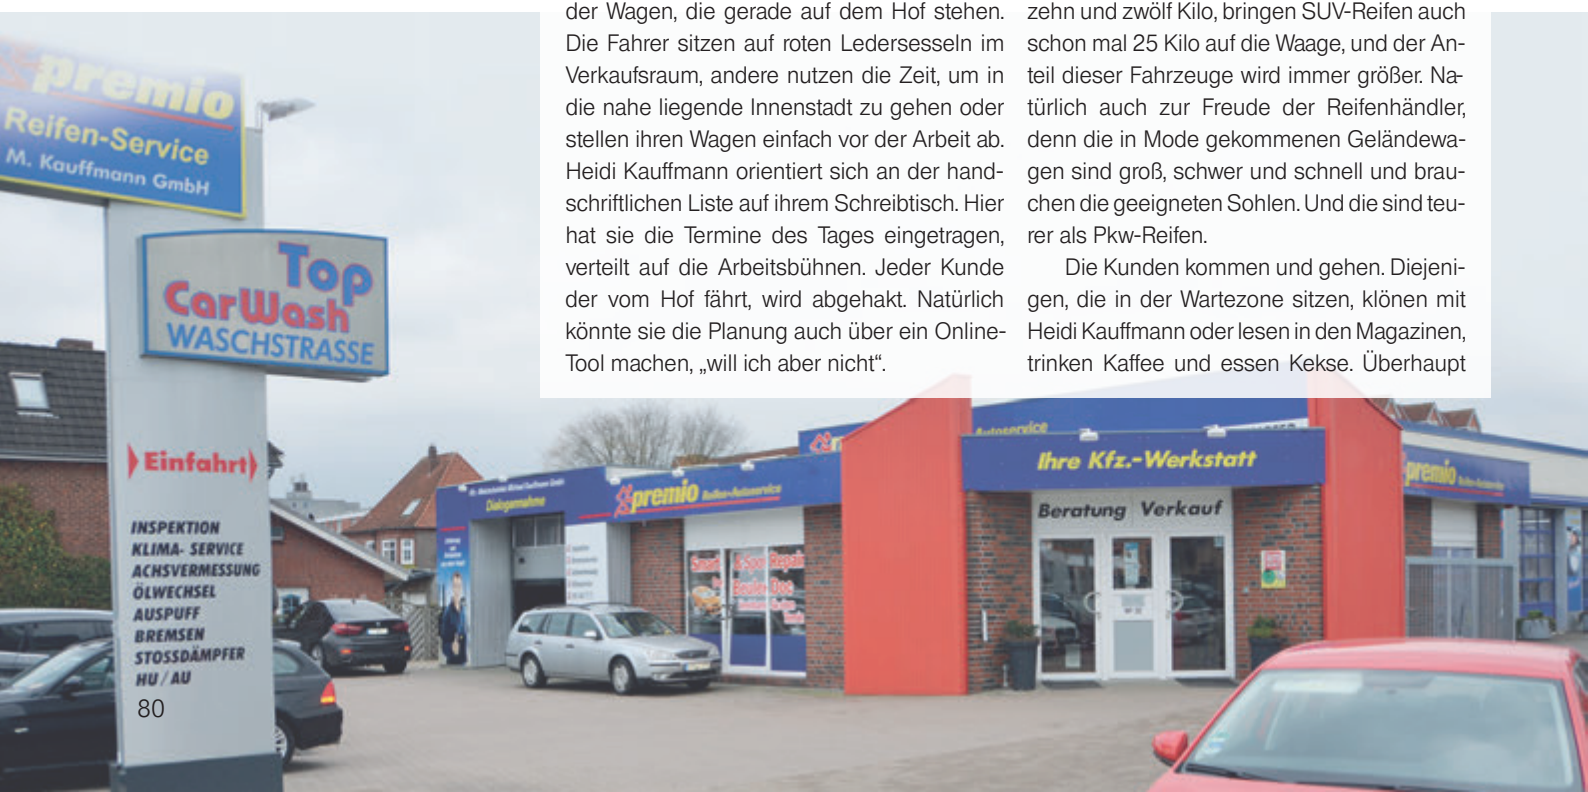 der Wagen, die gerade auf dem Hof stehen.
Die Fahrer sitzen auf roten Ledersesseln im
Verkaufsraum, andere nutzen die Zeit, um in
die nahe liegende Innenstadt zu gehen oder
stellen ihren Wagen einfach vor der Arbeit ab.
Heidi Kauffmann orientiert sich an der hand-
schriftlichen Liste auf ihrem Schreibtisch. Hier
hat sie die Termine des Tages eingetragen,
verteilt auf die Arbeitsbühnen. Jeder Kunde
der vom Hof fährt, wird abgehakt. Natürlich
könnte sie die Planung auch über ein Online-
Tool machen, „will ich aber nicht“.
zehn und zwölf Kilo, bringen SUV-Reifen auch
schon mal 25 Kilo auf die Waage, und der An-
teil dieser Fahrzeuge wird immer größer. Na-
türlich auch zur Freude der Reifenhändler,
denn die in Mode gekommenen Geländewa-
gen sind groß, schwer und schnell und brau-
chen die geeigneten Sohlen. Und die sind teu-
rer als Pkw-Reifen.
Die Kunden kommen und gehen. Diejeni-
gen, die in der Wartezone sitzen, klönen mit
Heidi Kauffmann oder lesen in den Magazinen,
trinken Kaffee und essen Kekse. Überhaupt
premio
Reifen-Service
M. Kauffmann GmbH
Top
CarWash
WASCHSTRASSE
Einfahrt
INSPEKTION
KLIMA- SERVICE
ACHSVERMESSUNG
ÖLWECHSEL
AUSPUFF
BREMSEN
STOSSDÄMPFER
HU / AU
80
Dialogannahme
premio Reifen-Autoservice
Smart
Spot Repair
Beulen Doc
Autoservice
Ihre Kfz.-Werkstatt
Beratung Verkauf
premio Reifen-Autoservice